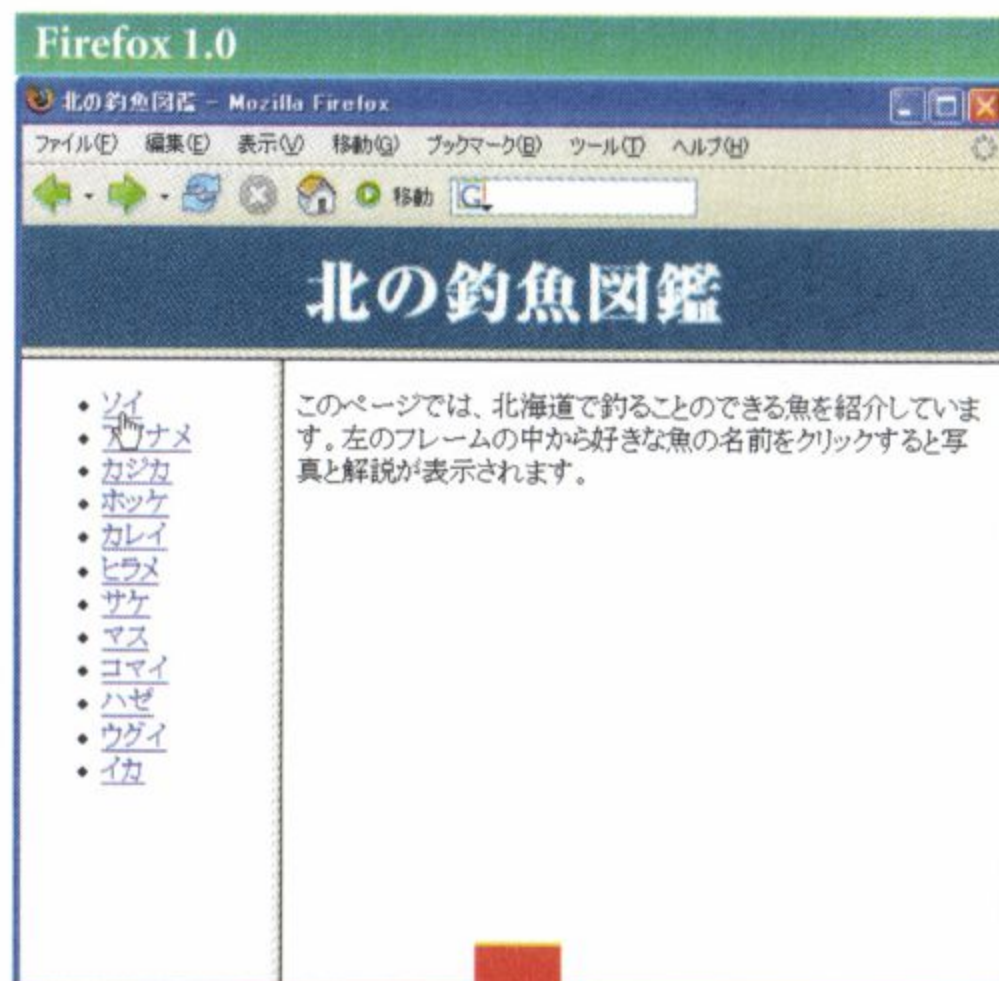 Firefox 1.0
北の釣魚図鑑 - Mozilla Firefox
ファイル(F) 編集(E) 表示(V) 移動(G) ブックマーク(B) ツール(T) ヘルプ(H)
移動 G
北の釣魚図鑑
ソイ
ナメ
カジカ
ホッケ
カレイ
ヒラメ
サケ
マス
コマイ
ハゼ
ウグイ
イカ
このページでは、北海道で釣ることのできる魚を紹介していま
す。左のフレームの中から好きな魚の名前をクリックすると写
真と解説が表示されます。